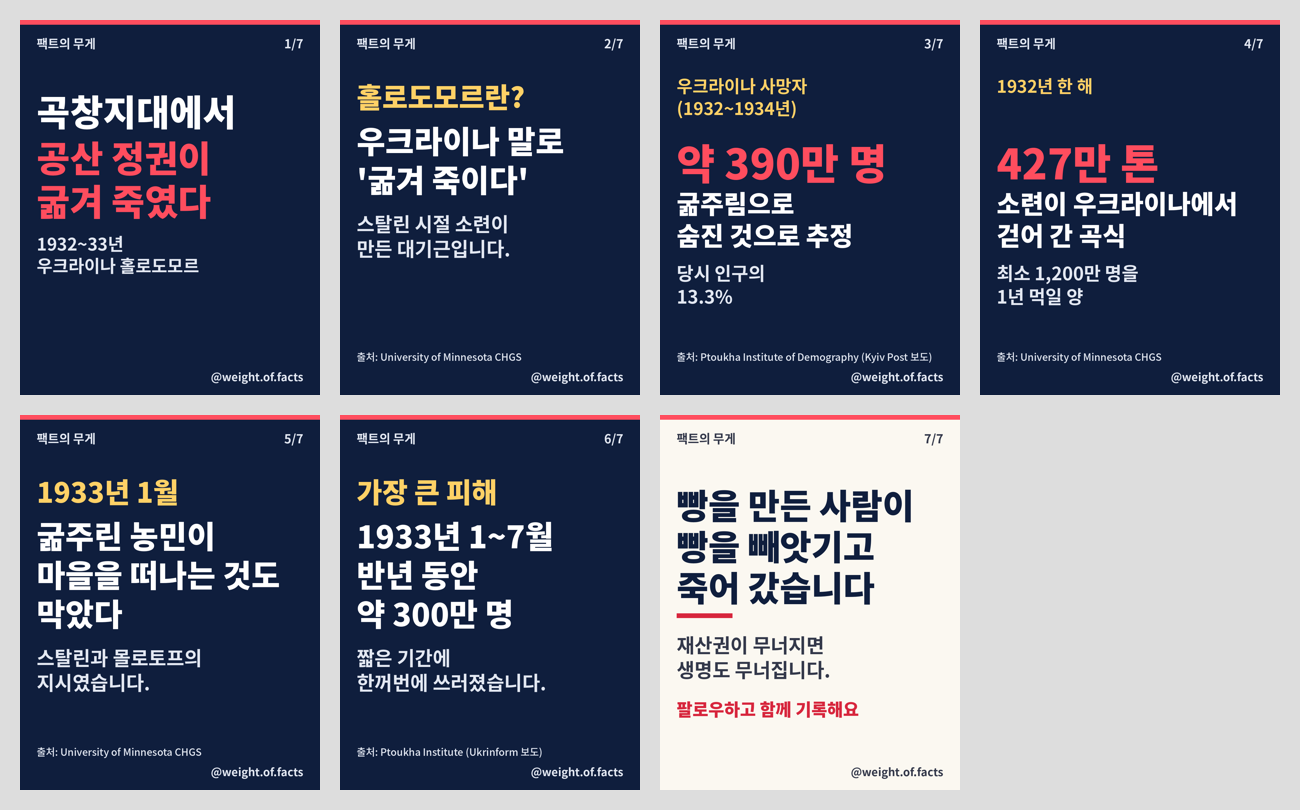 팩트의 무게
1/7
곡창지대에서
공산 정권이
굶겨 죽였다
1932~33년
우크라이나 홀로도모르
@weight.of.facts
팩트의 무게
2/7
홀로도모르란?
우크라이나 말로
'굶겨 죽이다'
스탈린 시절 소련이
만든 대기근입니다.
출처: University of Minnesota CHGS
@weight.of.facts
팩트의 무게
3/7
우크라이나 사망자
(1932~1934년)
약 390만 명
굶주림으로
숨진 것으로 추정
당시 인구의
13.3%
출처: Ptoukha Institute of Demography (Kyiv Post 보도)
@weight.of.facts
팩트의 무게
4/7
1932년 한 해
427만 톤
소련이 우크라이나에서
걷어 간 곡식
최소 1,200만 명을
1년 먹일 양
출처: University of Minnesota CHGS
@weight.of.facts
팩트의 무게
5/7
1933년 1월
굶주린 농민이
마을을 떠나는 것도
막았다
스탈린과 몰로토프의
지시였습니다.
출처: University of Minnesota CHGS
@weight.of.facts
팩트의 무게
6/7
가장 큰 피해
1933년 1~7월
반년 동안
약 300만 명
짧은 기간에
한꺼번에 쓰러졌습니다.
출처: Ptoukha Institute (Ukrinform 보도)
@weight.of.facts
팩트의 무게
7/7
빵을 만든 사람이
빵을 빼앗기고
죽어 갔습니다
재산권이 무너지면
생명도 무너집니다.
팔로우하고 함께 기록해요
@weight.of.facts